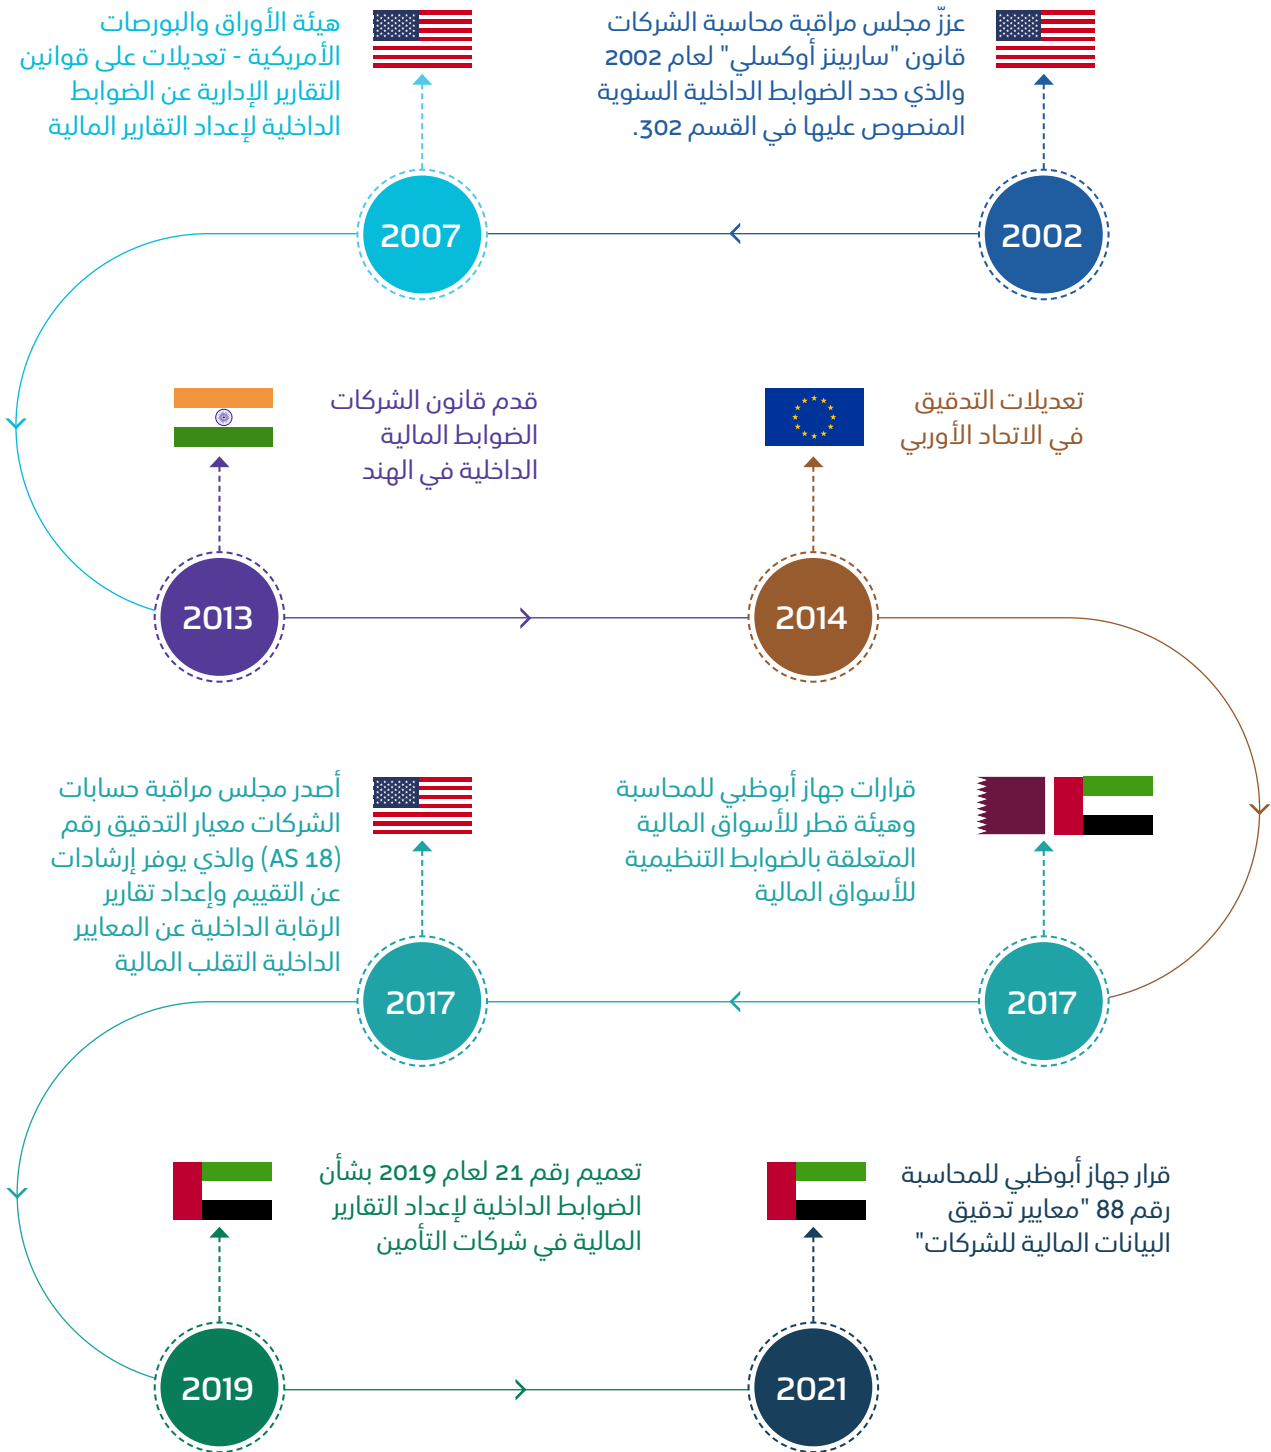 عزّز مجلس مراقبة محاسبة الشركات
قانون "ساربينز أوكسلي" لعام 2002
والذي حدد الضوابط الداخلية السنوية
المنصوص عليها في القسم 302.
2002
هيئة الأوراق والبورصات
الأمريكية - تعديلات على قوانين
التقارير الإدارية عن الضوابط
الداخلية لإعداد التقارير المالية
2007
قدم قانون الشركات
الضوابط المالية
الداخلية في الهند
2013
تعديلات التدقيق
في الاتحاد الأوربي
2014
قرارات جهاز أبوظبي للمحاسبة
وهيئة قطر للأسواق المالية
المتعلقة بالضوابط التنظيمية
للأسواق المالية
2017
أصدر مجلس مراقبة حسابات
الشركات معيار التدقيق رقم
(AS 18) والذي يوفر إرشادات
عن التقييم وإعداد تقارير
الرقابة الداخلية عن المعايير
الداخلية التقلب المالية
2017
تعميم رقم 21 لعام 2019 بشأن
الضوابط الداخلية لإعداد التقارير
المالية في شركات التأمين
2019
قرار جهاز أبوظبي للمحاسبة
رقم 88 "معايير تدقيق
البيانات المالية للشركات"
2021